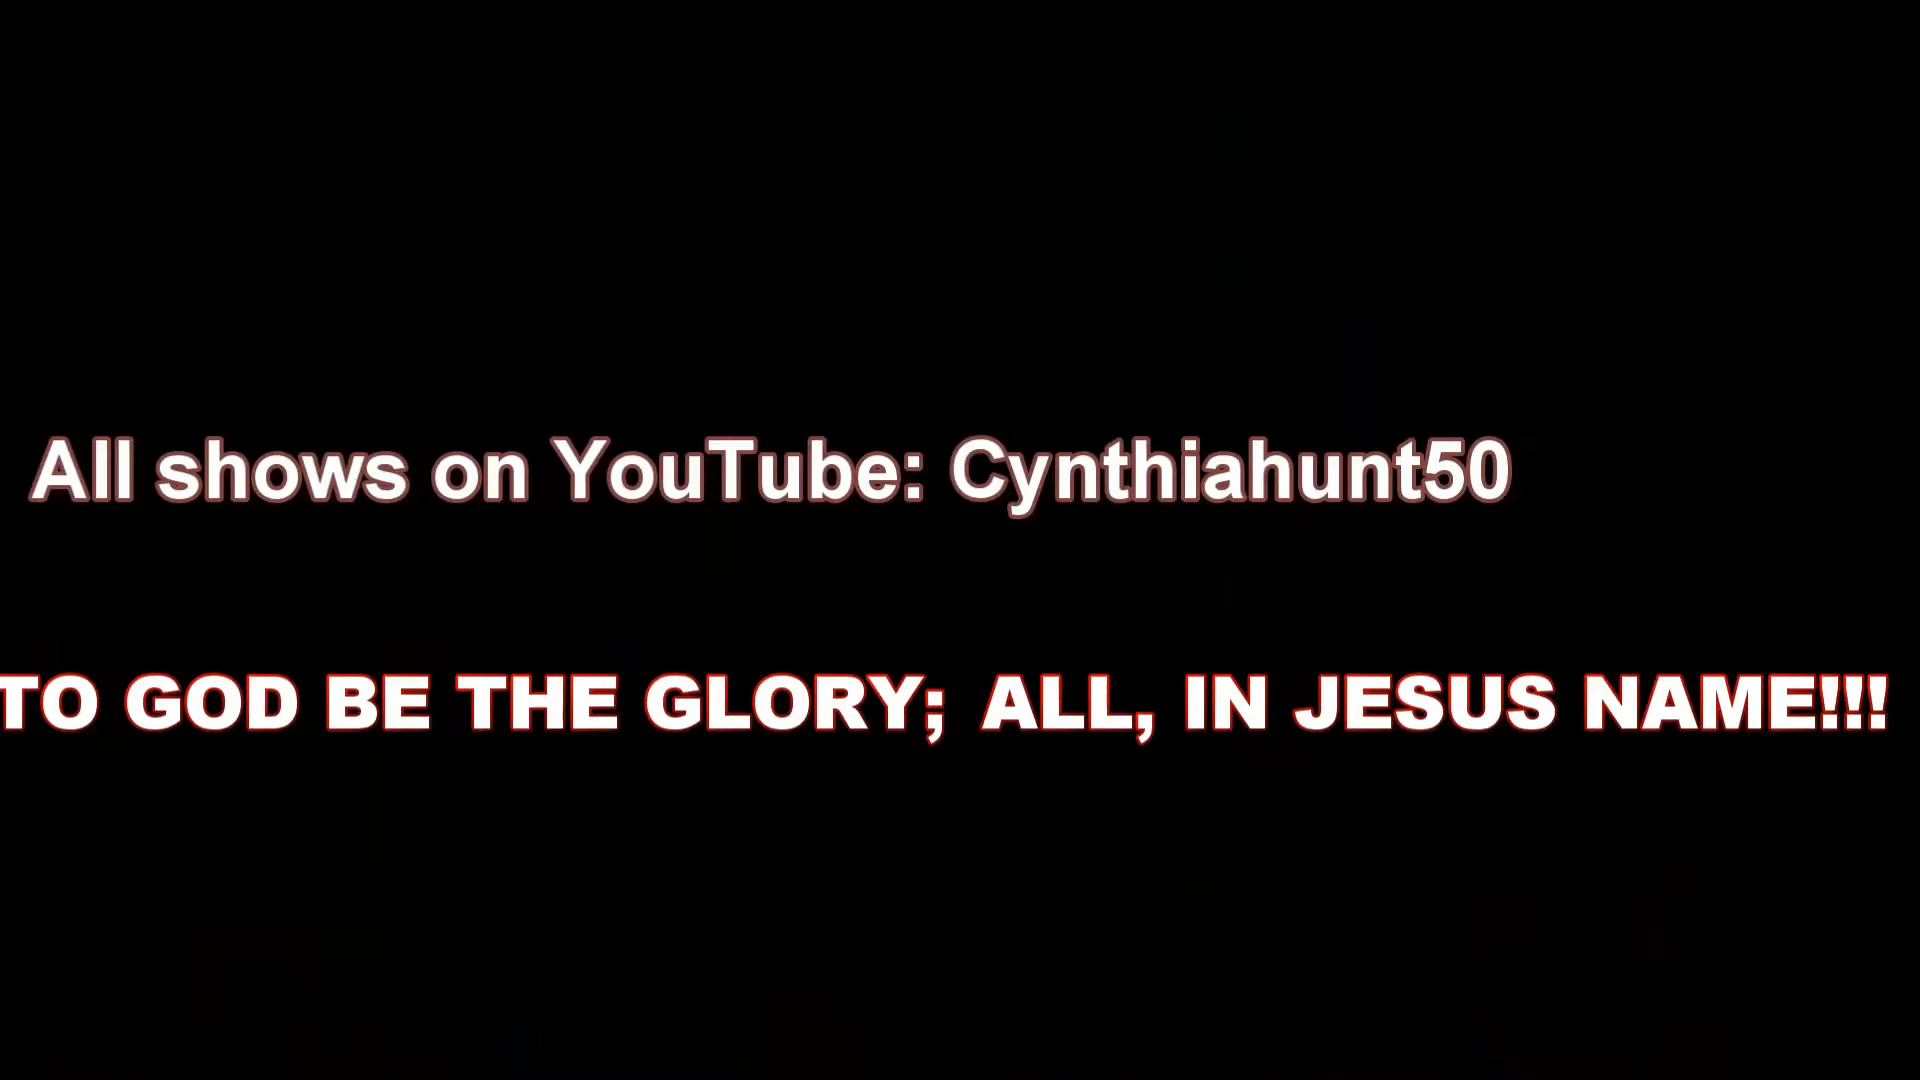 All shows on YouTube: Cynthiahunt50
TO GOD BE THE GLORY; ALL, IN JESUS NAME!!!